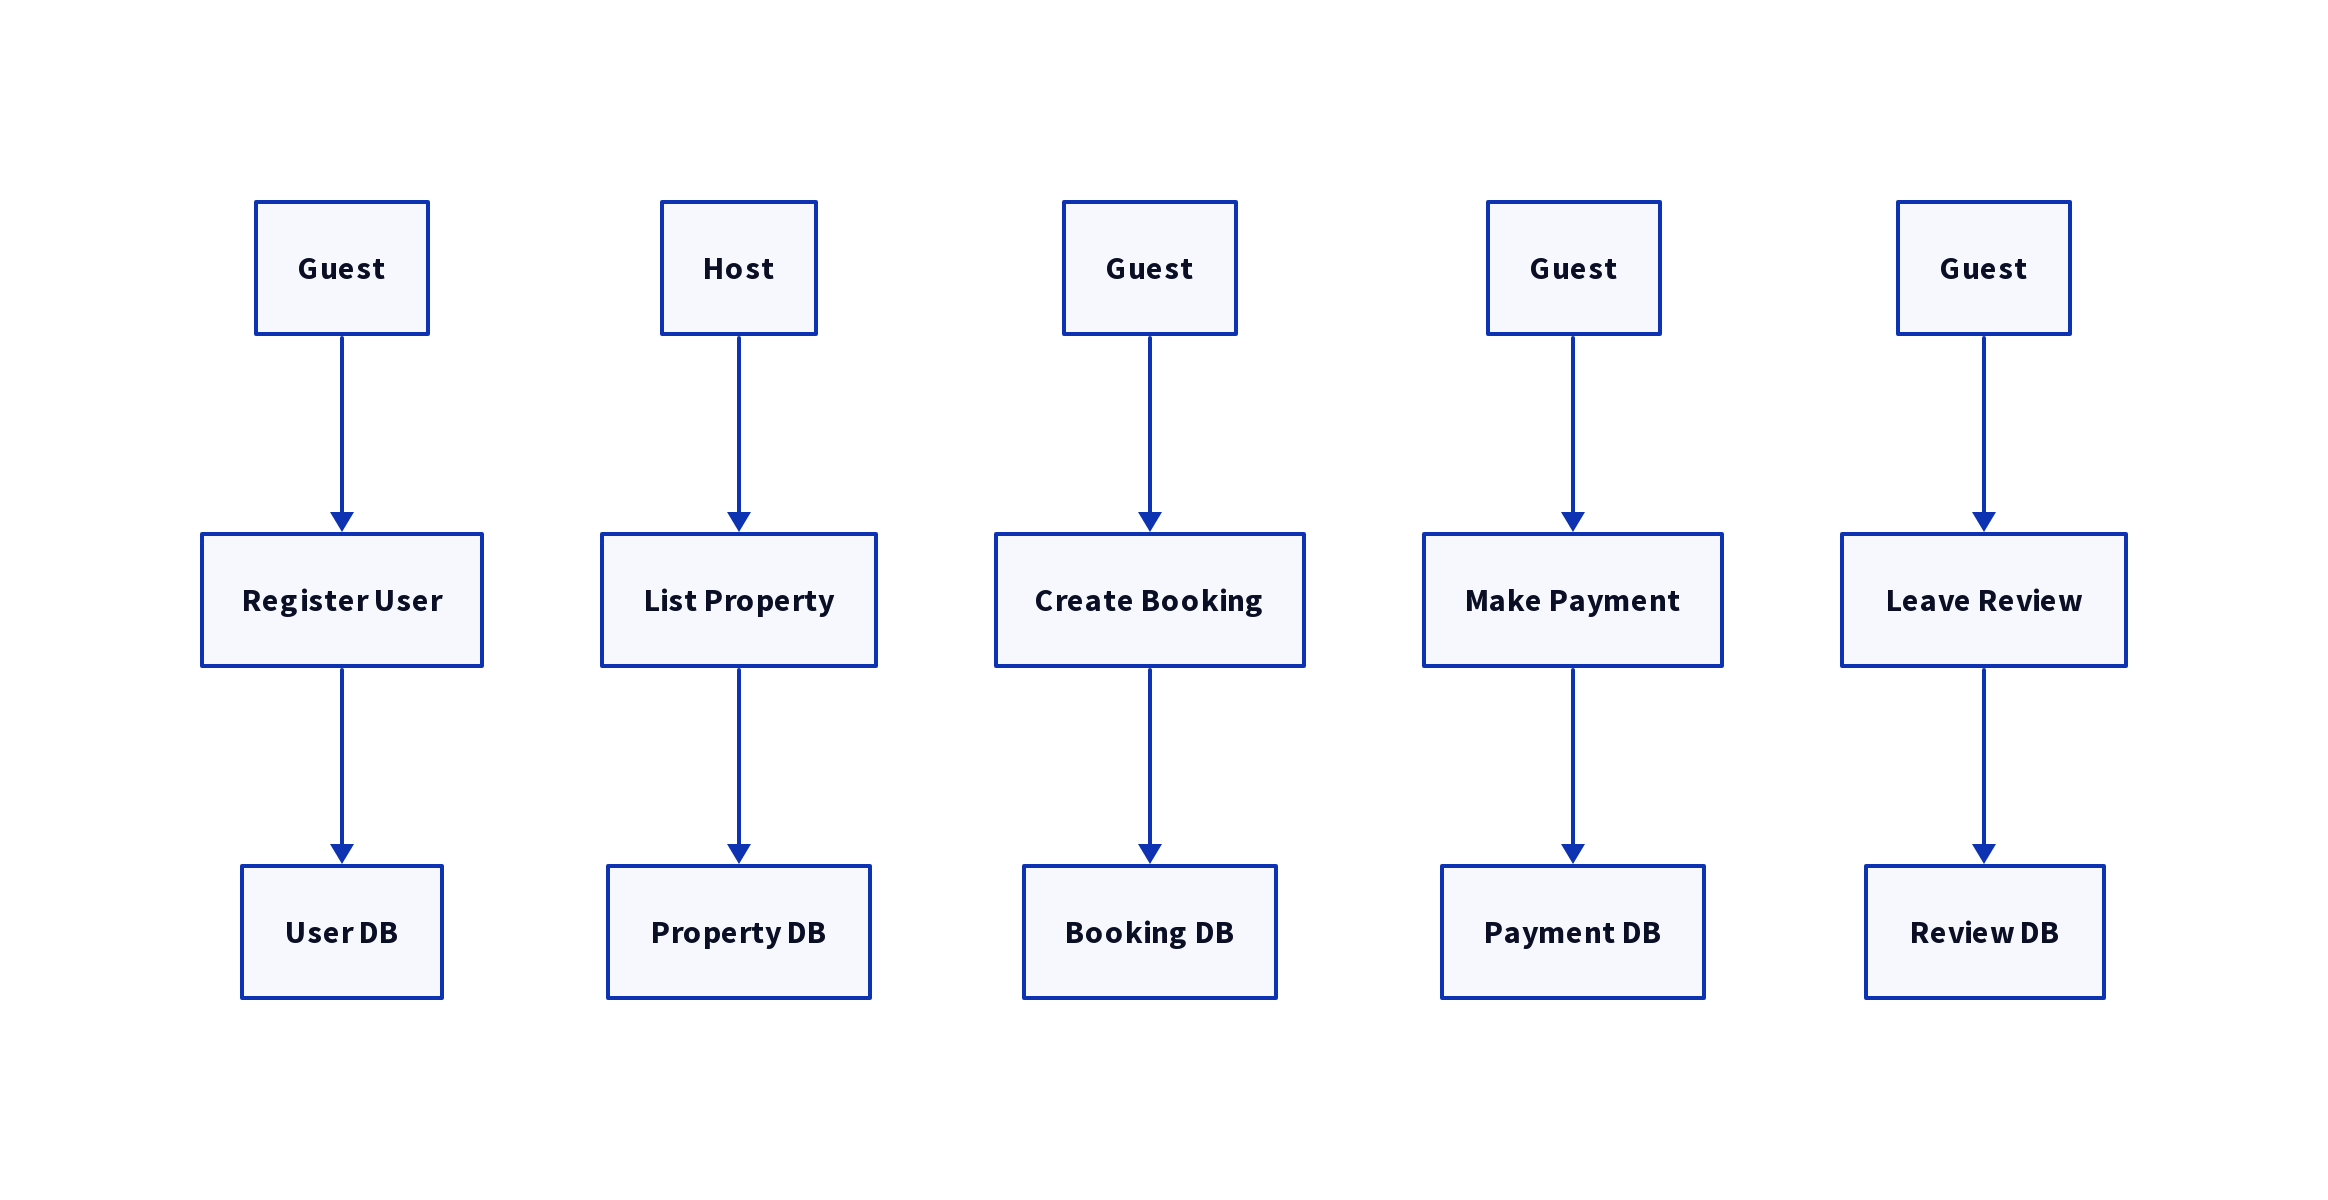 Guest
Host
Guest
Guest
Guest
Register User
List Property
Create Booking
Make Payment
Leave Review
User DB
Property DB
Booking DB
Payment DB
Review DB